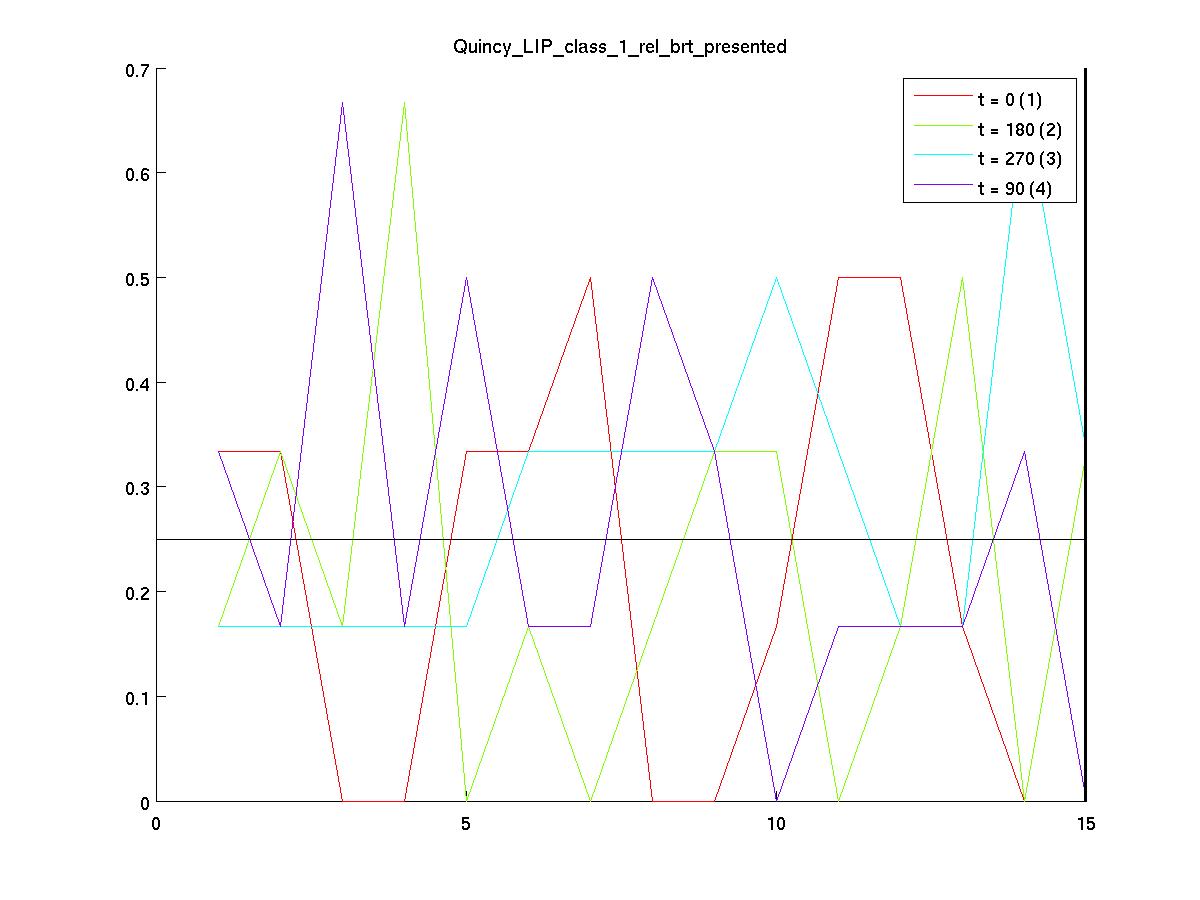 Quincy_LIP_class_1_rel_brt_presented
0.7
0.6
0.5
0.4
0.3
0.2
0.1
0
0 5 10 15
t = 0 (1)
t = 180 (2)
t = 270 (3)
t = 90 (4)